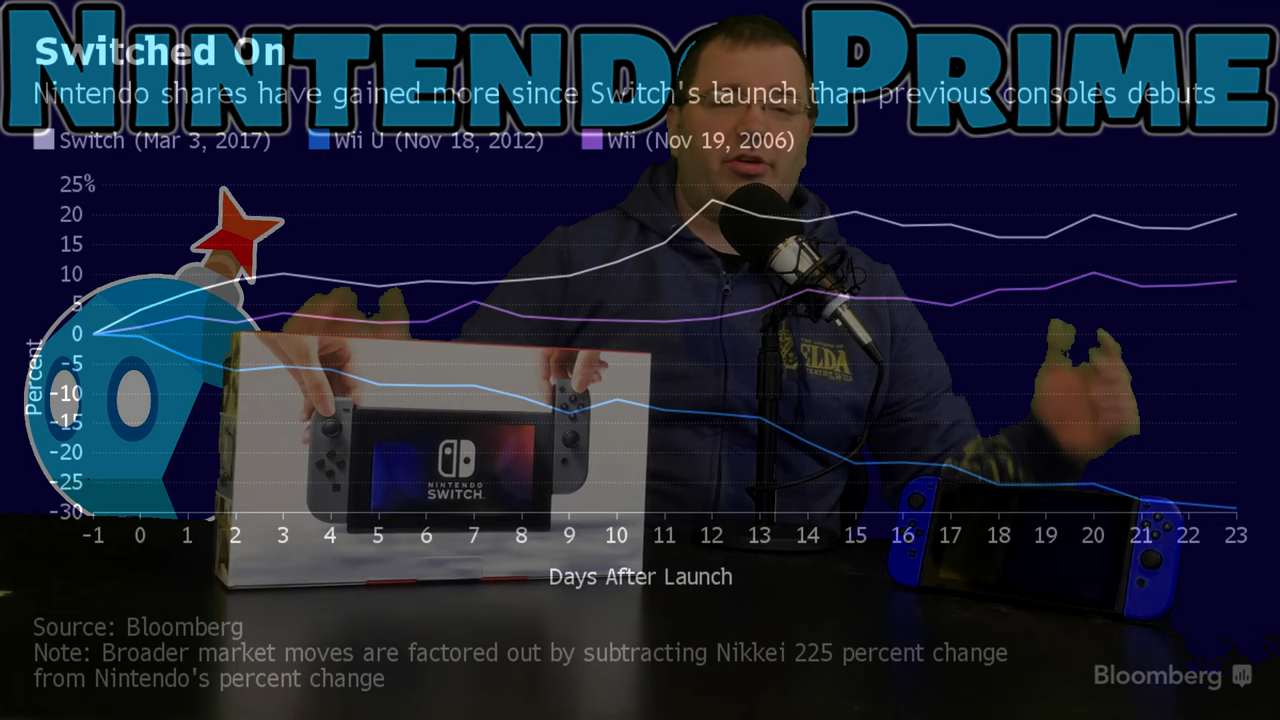 NINTENDO PRIME
Switched On
Nintendo shares have gained more since Switch's launch than previous consoles debuts
Switch (Mar 3, 2017) Wii U (Nov 18, 2012) Wii (Nov 19, 2006)
25%
20
15
10
5
0
-5
-10
-15
-20
-25
-30
Percent
-1 0 1 2 3 4 5 6 7 8 9 10 11 12 13 14 15 16 17 18 19 20 21 22 23
Days After Launch
NINTENDO
SWITCH
ZELDA
Source: Bloomberg
Note: Broader market moves are factored out by subtracting Nikkei 225 percent change
from Nintendo's percent change
Bloomberg